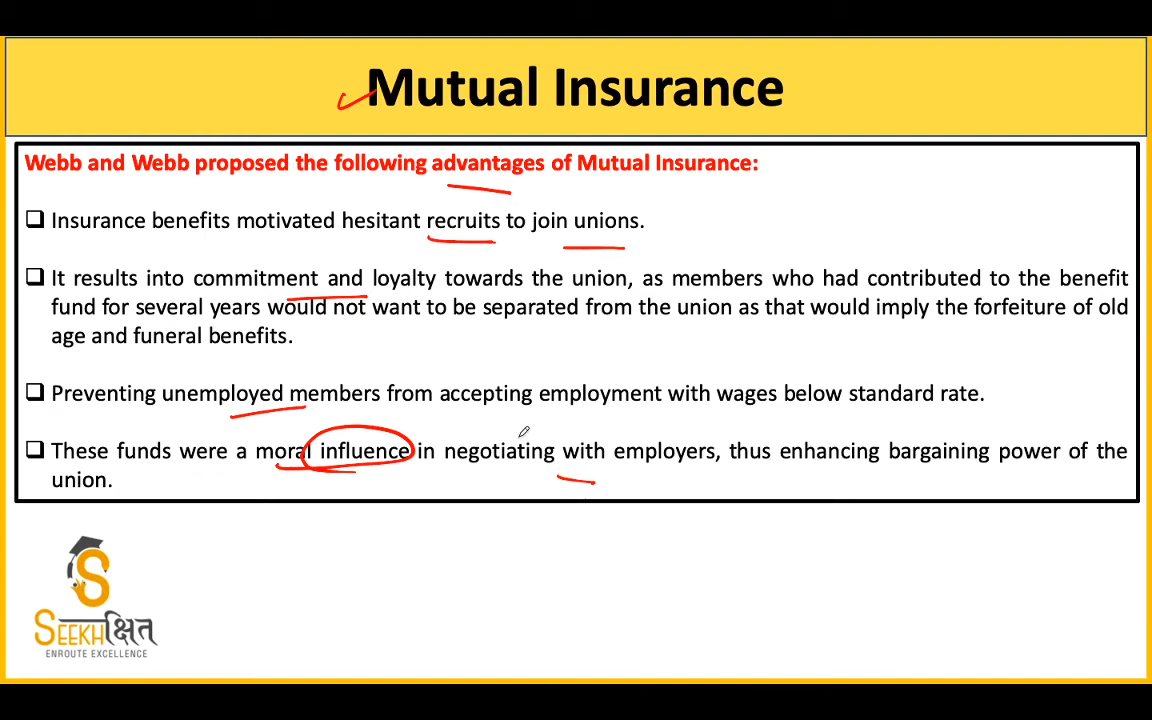 Mutual Insurance
Webb and Webb proposed the following advantages of Mutual Insurance:
❑ Insurance benefits motivated hesitant recruits to join unions.
❑ It results into commitment and loyalty towards the union, as members who had contributed to the benefit
fund for several years would not want to be separated from the union as that would imply the forfeiture of old
age and funeral benefits.
❑ Preventing unemployed members from accepting employment with wages below standard rate.
❑ These funds were a moral influence in negotiating with employers, thus enhancing bargaining power of the
union.
S
SEEKHक्षित
ENROUTE EXCELLENCE